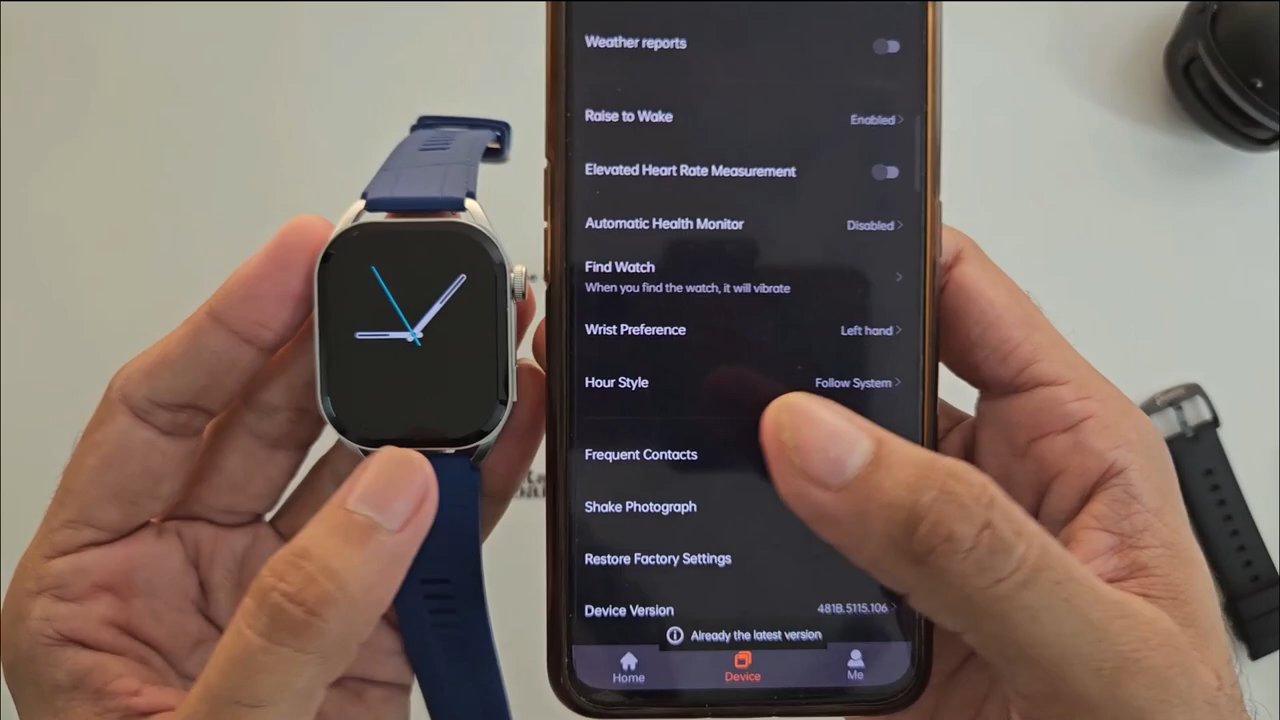 Weather reports
Raise to Wake
Enabled
Elevated Heart Rate Measurement
Automatic Health Monitor
Disabled
Find Watch
When you find the watch, it will vibrate
Wrist Preference
Left hand
Hour Style
Follow System
Frequent Contacts
Shake Photograph
Restore Factory Settings
Device Version
481B.5115.106
Already the latest version
Home
Device
Me